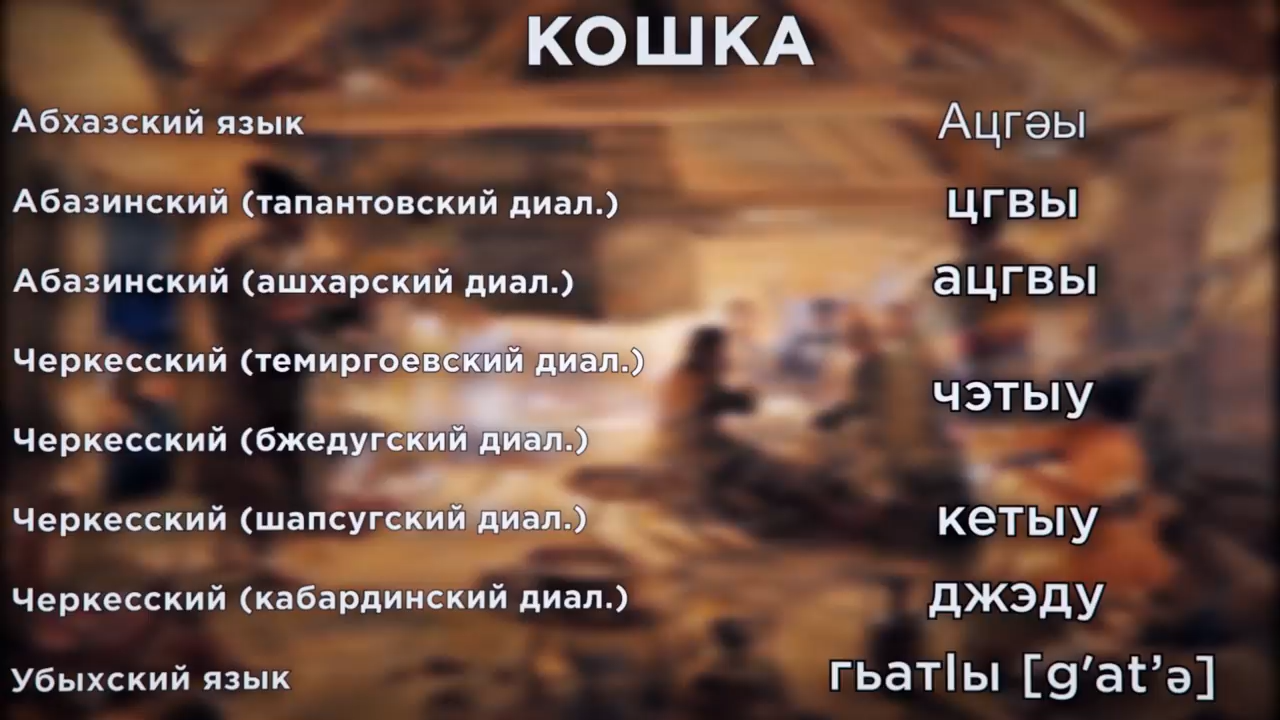 КОШКА
Абхазский язык Ацгәы
Абазинский (тапантовский диал.) цгвы
Абазинский (ашхарский диал.) ацгвы
Черкесский (темиргоевский диал.)
чэтыу
Черкесский (бжедугский диал.)
Черкесский (шапсугский диал.) кетыу
Черкесский (кабардинский диал.) джэду
Убыхский язык гьатӏы [g′at’ə]